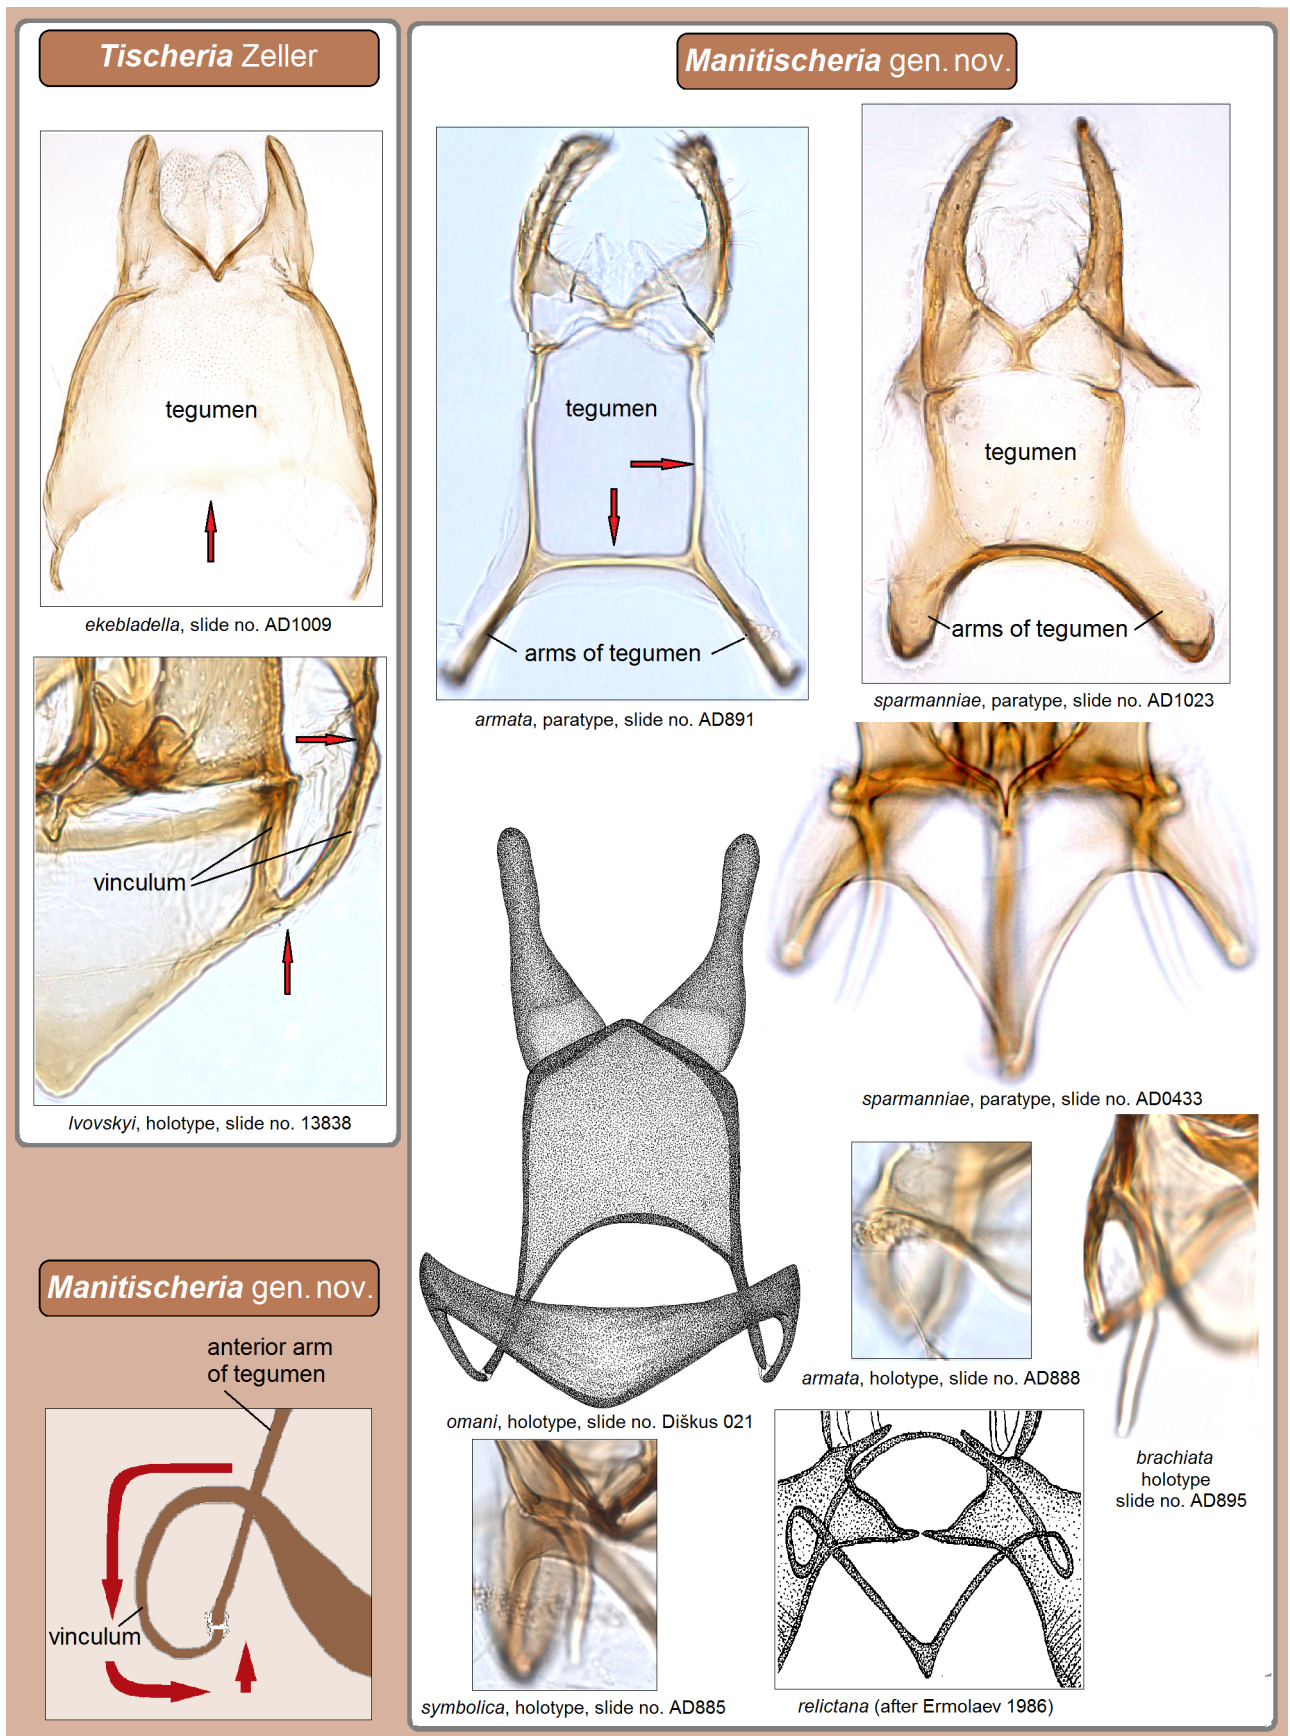 Tischeria Zeller
tegumen
ekebladella, slide no. AD1009
vinculum
lvovskyi, holotype, slide no. 13838
Manitischeria gen. nov.
anterior arm
of tegumen
vinculum
Manitischeria gen. nov.
tegumen
arms of tegumen
armata, paratype, slide no. AD891
tegumen
arms of tegumen
sparmanniae, paratype, slide no. AD1023
sparmanniae, paratype, slide no. AD0433
omani, holotype, slide no. Diškus 021
armata, holotype, slide no. AD888
brachiata
holotype
slide no. AD895
symbolica, holotype, slide no. AD885
relictana (after Ermolaev 1986)